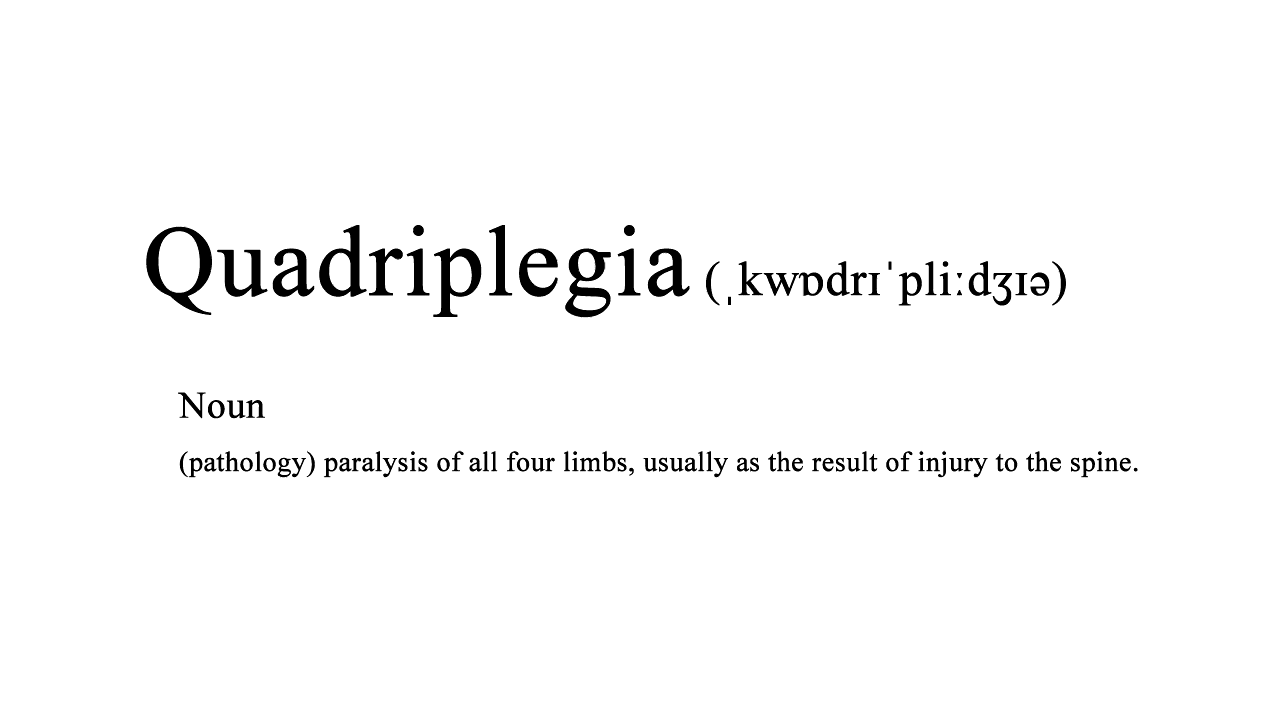 Quadriplegia (ˌkwɒdrɪˈpliːdʒɪə)
Noun
(pathology) paralysis of all four limbs, usually as the result of injury to the spine.